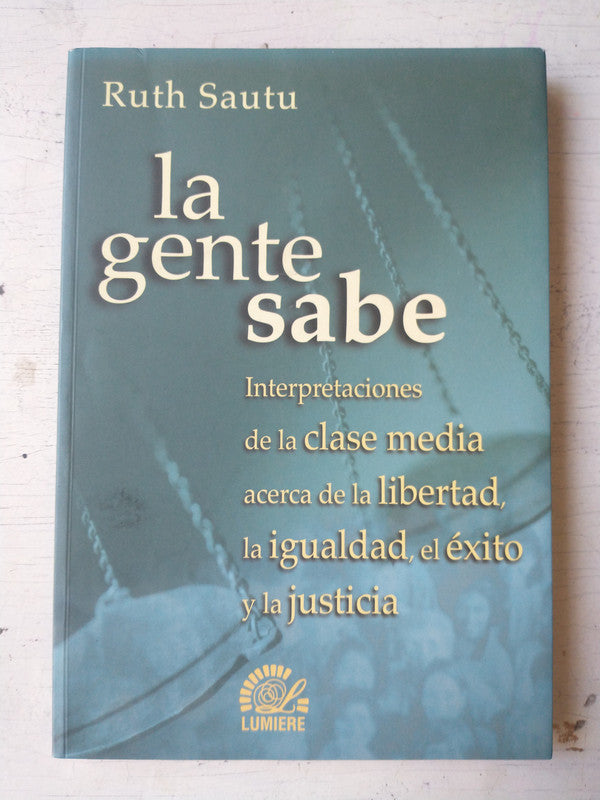 Ruth Sautu
la
gente
sabe
Interpretaciones
de la clase media
acerca de la libertad,
la igualdad, el éxito
y la justicia
LUMIERE